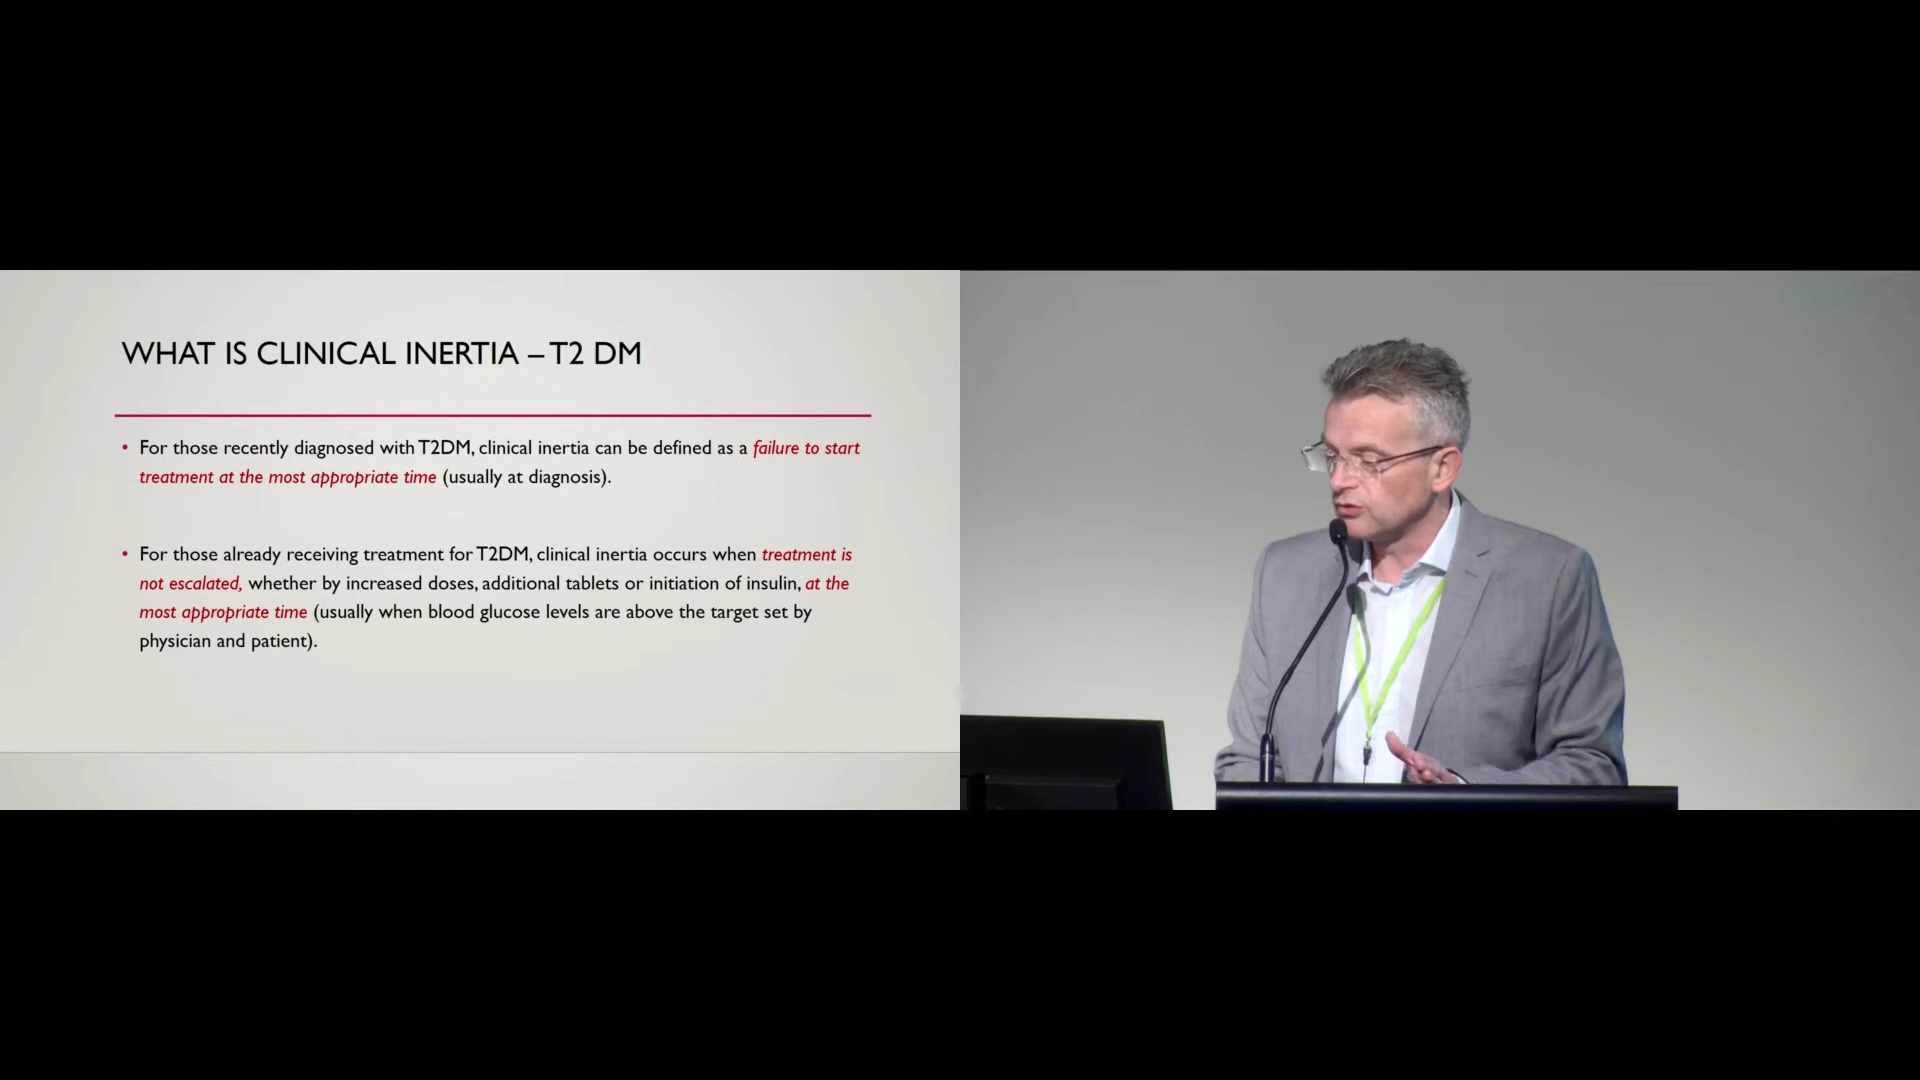 WHAT IS CLINICAL INERTIA – T2 DM
• For those recently diagnosed with T2DM, clinical inertia can be defined as a failure to start
treatment at the most appropriate time (usually at diagnosis).
• For those already receiving treatment for T2DM, clinical inertia occurs when treatment is
not escalated, whether by increased doses, additional tablets or initiation of insulin, at the
most appropriate time (usually when blood glucose levels are above the target set by
physician and patient).